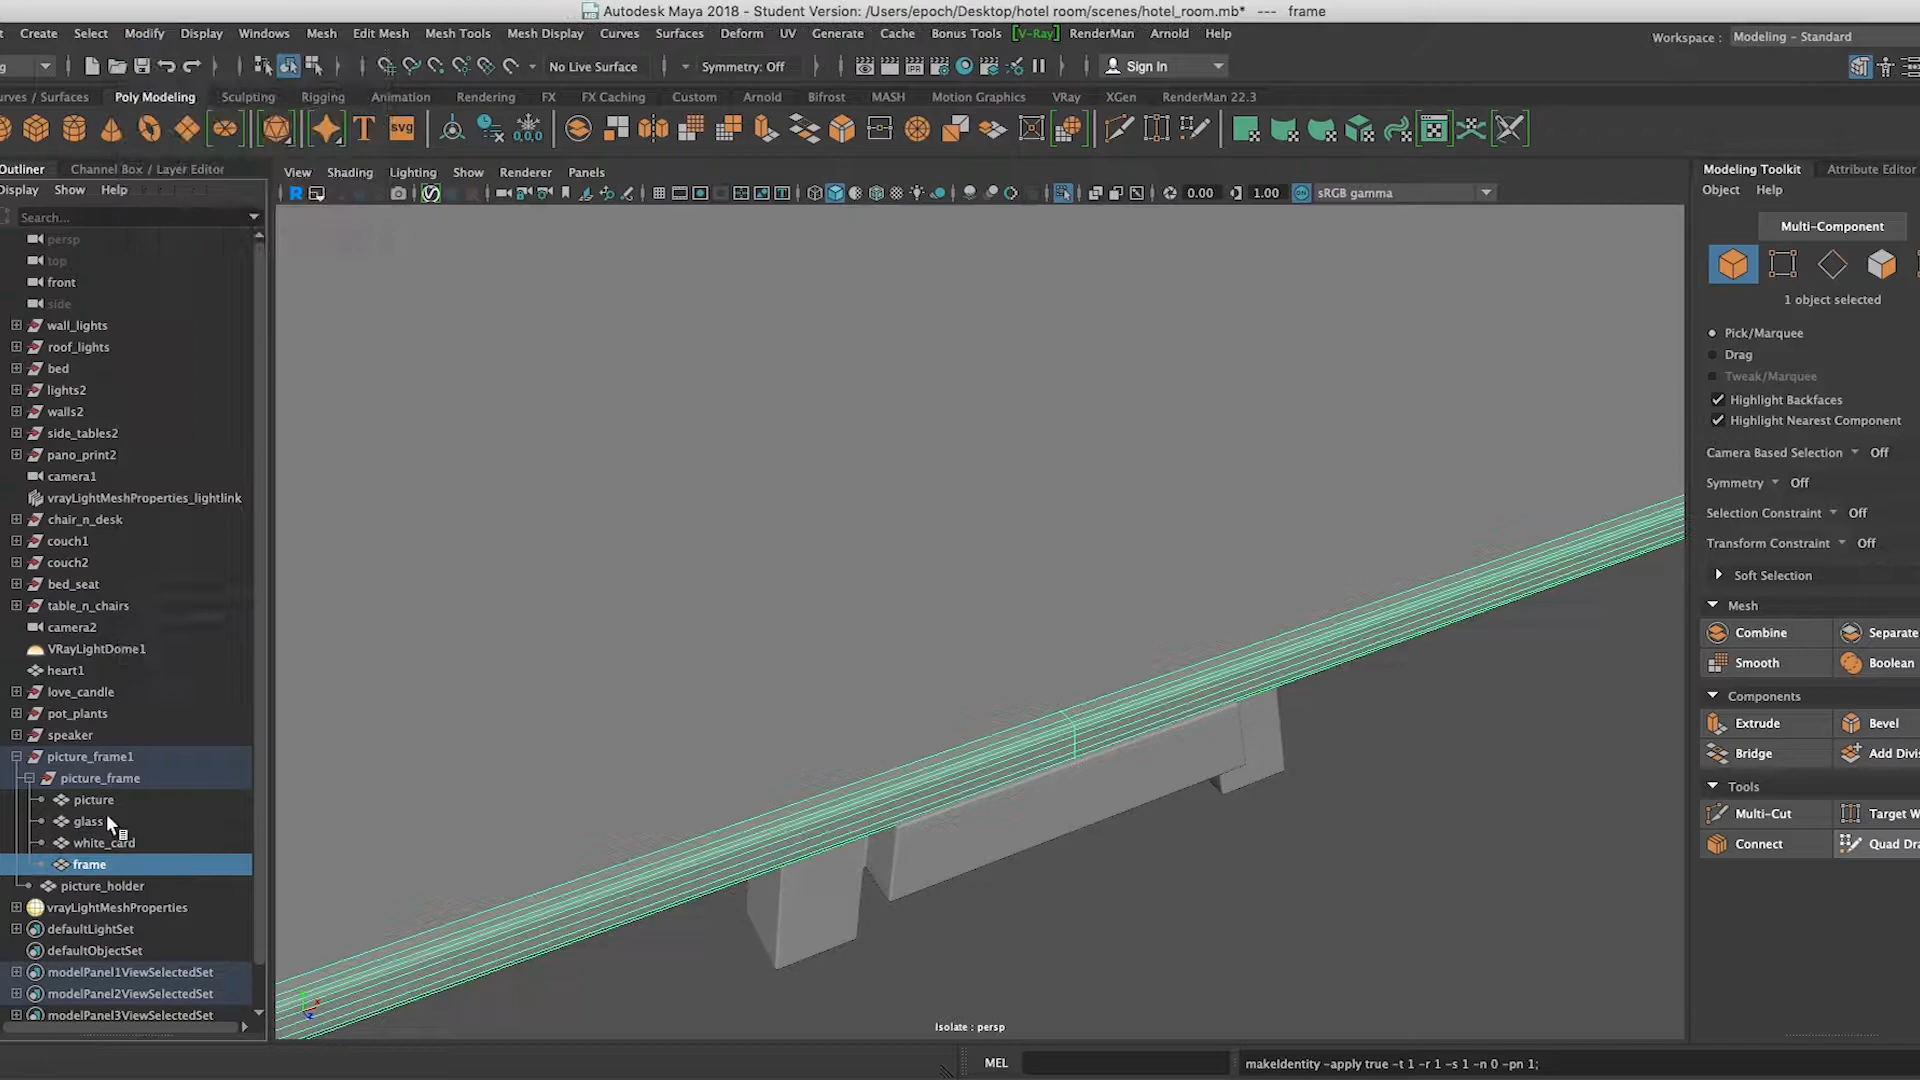 Autodesk Maya 2018 - Student Version: /Users/epoch/Desktop/hotel room/scenes/hotel_room.mb* --- frame
Create Select Modify Display Windows Mesh Edit Mesh Mesh Tools Mesh Display Curves Surfaces Deform UV Generate Cache Bonus Tools [V-Ray] RenderMan Arnold Help
Workspace : Modeling - Standard
No Live Surface Symmetry: Off Sign In
urves / Surfaces Poly Modeling Sculpting Rigging Animation Rendering FX FX Caching Custom Arnold Bifrost MASH Motion Graphics VRay XGen RenderMan 22.3
Outliner Channel Box / Layer Editor
Display Show Help
Search...
persp
top
front
side
wall_lights
roof_lights
bed
lights2
walls2
side_tables2
pano_print2
camera1
vrayLightMeshProperties_lightlink
chair_n_desk
couch1
couch2
bed_seat
table_n_chairs
camera2
VRayLightDome1
heart1
love_candle
pot_plants
speaker
picture_frame1
picture_frame
picture
glass
white_card
frame
picture_holder
vrayLightMeshProperties
defaultLightSet
defaultObjectSet
modelPanel1ViewSelectedSet
modelPanel2ViewSelectedSet
modelPanel3ViewSelectedSet
View Shading Lighting Show Renderer Panels
0.00 1.00 sRGB gamma
Isolate : persp
Modeling Toolkit Attribute Editor
Object Help
Multi-Component
1 object selected
Pick/Marquee
Drag
Tweak/Marquee
Highlight Backfaces
Highlight Nearest Component
Camera Based Selection Off
Symmetry Off
Selection Constraint Off
Transform Constraint Off
Soft Selection
Mesh
Combine Separate
Smooth Boolean
Components
Extrude Bevel
Bridge Add Divi
Tools
Multi-Cut Target W
Connect Quad Dra
MEL makeIdentity -apply true -t 1 -r 1 -s 1 -n 0 -pn 1;